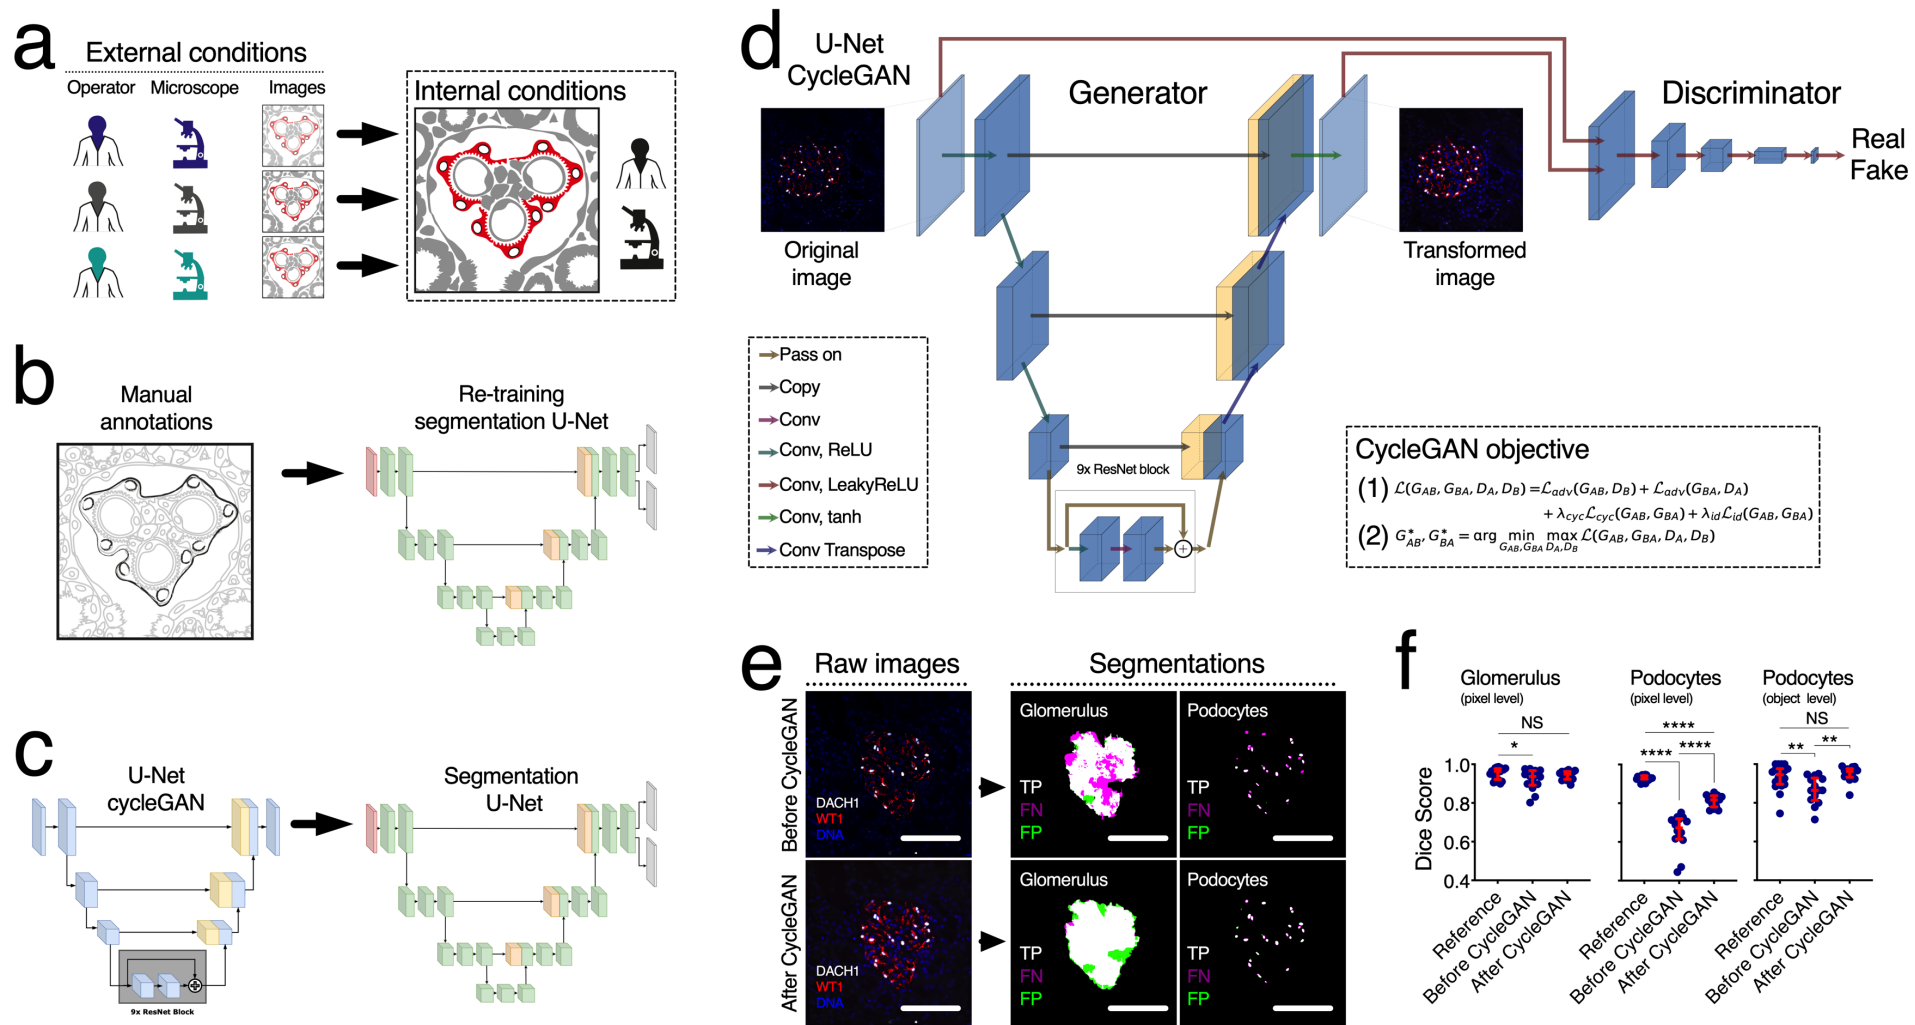 a
External conditions
Operator Microscope Images
Internal conditions
b
Manual
annotations
Re-training
segmentation U-Net
c
U-Net
cycleGAN
Segmentation
U-Net
9x ResNet Block
d
U-Net
CycleGAN
Generator
Discriminator
Real
Fake
Original
image
Transformed
image
Pass on
Copy
Conv
Conv, ReLU
Conv, LeakyReLU
Conv, tanh
Conv Transpose
9x ResNet block
CycleGAN objective
(1) ℒ(G_AB, G_BA, D_A, D_B) =ℒ_adv(G_AB, D_B) + ℒ_adv(G_BA, D_A)
+ λ_cyc ℒ_cyc(G_AB, G_BA) + λ_id ℒ_id(G_AB, G_BA)
(2) G*_AB, G*_BA = arg min_{G_AB,G_BA} max_{D_A,D_B} ℒ(G_AB, G_BA, D_A, D_B)
e
Raw images
Segmentations
Before CycleGAN
DACH1
WT1
DNA
Glomerulus
TP
FN
FP
Podocytes
TP
FN
FP
After CycleGAN
DACH1
WT1
DNA
Glomerulus
TP
FN
FP
Podocytes
TP
FN
FP
f
Glomerulus
(pixel level)
NS
*
Podocytes
(pixel level)
****
**** ****
Podocytes
(object level)
NS
** **
Dice Score
1.0
0.8
0.6
0.4
Reference
Before CycleGAN
After CycleGAN
Reference
Before CycleGAN
After CycleGAN
Reference
Before CycleGAN
After CycleGAN